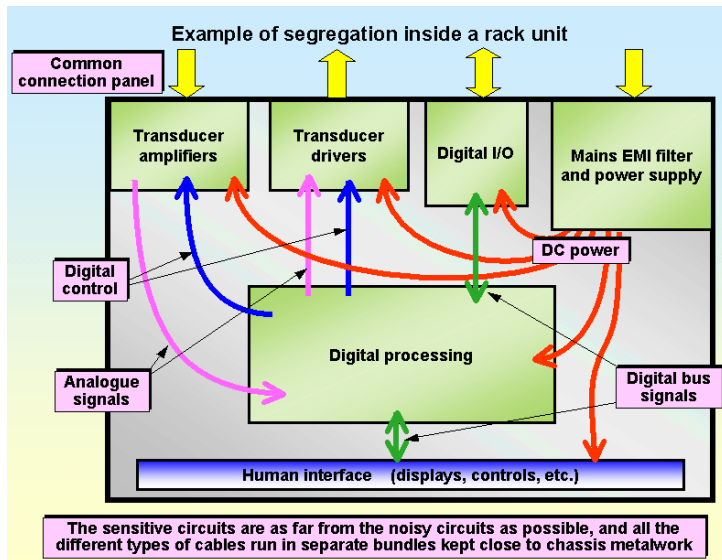 Example of segregation inside a rack unit
Common
connection panel
Transducer
amplifiers
Transducer
drivers
Digital I/O
Mains EMI filter
and power supply
DC power
Digital
control
Digital processing
Analogue
signals
Digital bus
signals
Human interface (displays, controls, etc.)
The sensitive circuits are as far from the noisy circuits as possible, and all the
different types of cables run in separate bundles kept close to chassis metalwork